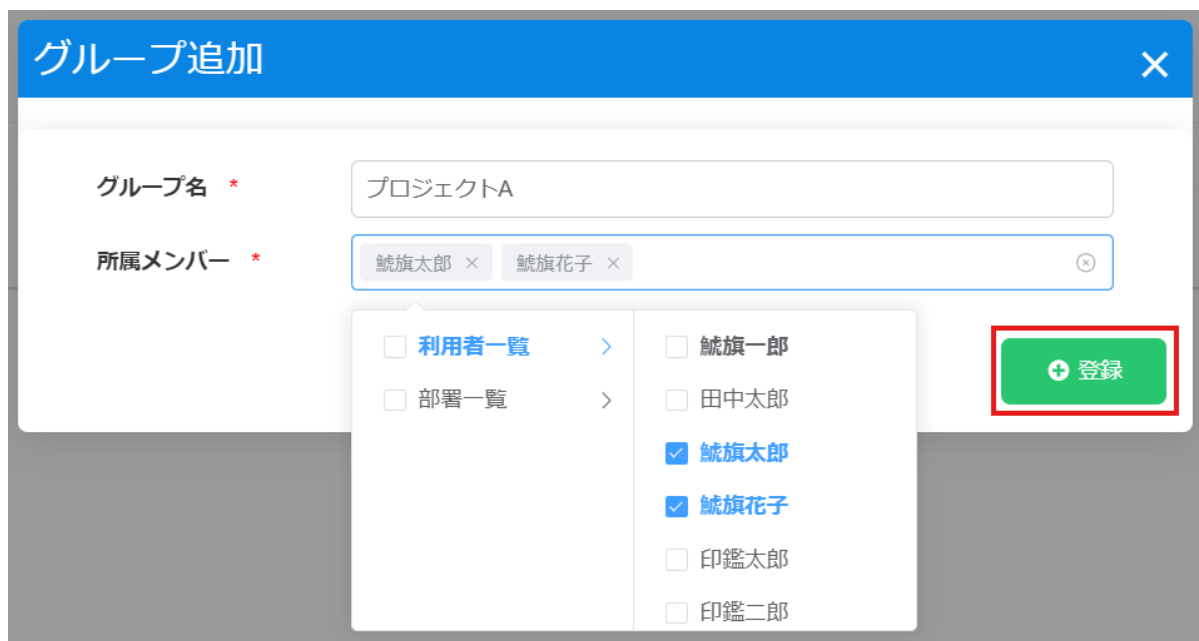 グループ追加
グループ名 *
プロジェクトA
所属メンバー *
鯱旗太郎
鯱旗花子
利用者一覧
部署一覧
鯱旗一郎
田中太郎
鯱旗太郎
鯱旗花子
印鑑太郎
印鑑二郎
登録